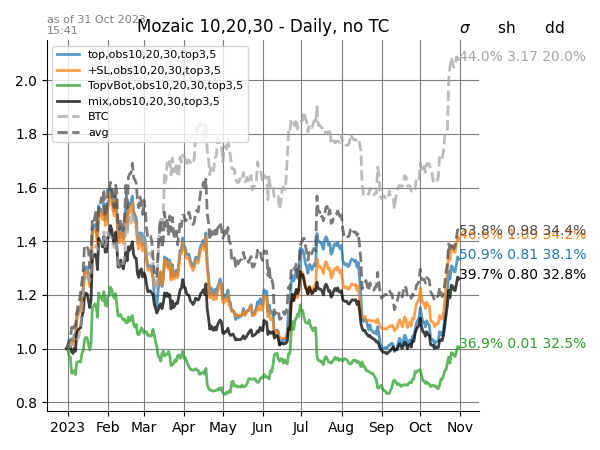 as of 31 Oct 2023
15:41
Mozaic 10,20,30 - Daily, no TC
σ sh dd
top,obs10,20,30,top3,5
+SL,obs10,20,30,top3,5
TopvBot,obs10,20,30,top3,5
mix,obs10,20,30,top3,5
BTC
avg
44.0% 3.17 20.0%
53.8% 0.98 34.4%
50.9% 0.81 38.1%
39.7% 0.80 32.8%
36.9% 0.01 32.5%
2.0
1.8
1.6
1.4
1.2
1.0
0.8
2023 Feb Mar Apr May Jun Jul Aug Sep Oct Nov